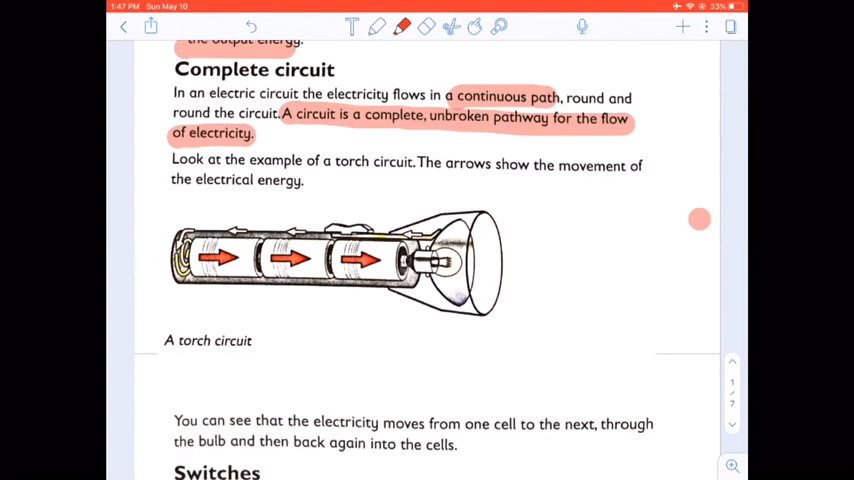 1:47 PM Sun May 10
33%
the output energy.
Complete circuit
In an electric circuit the electricity flows in a continuous path, round and
round the circuit. A circuit is a complete, unbroken pathway for the flow
of electricity.
Look at the example of a torch circuit. The arrows show the movement of
the electrical energy.
A torch circuit
1
/
7
You can see that the electricity moves from one cell to the next, through
the bulb and then back again into the cells.
Switches